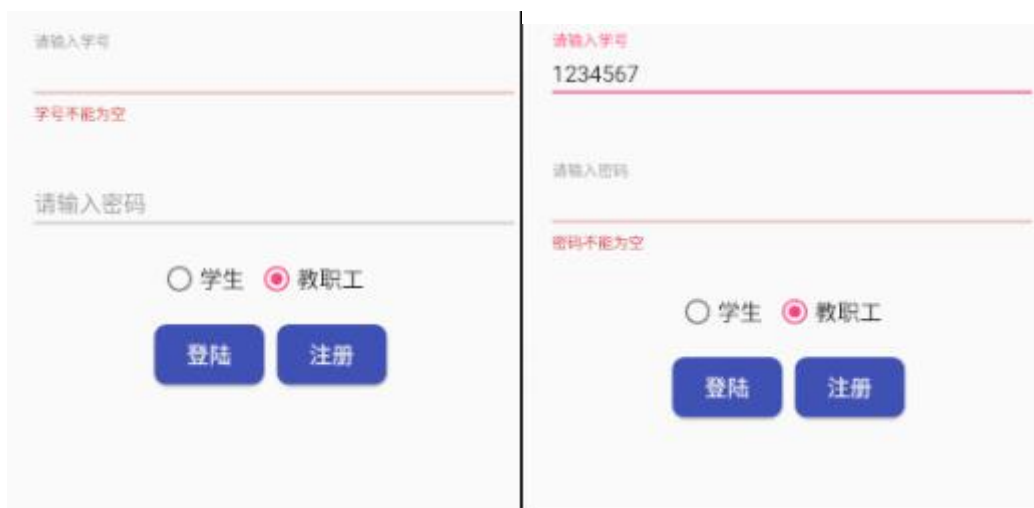 请输入学号
学号不能为空
请输入密码
学生 教职工
登陆 注册
请输入学号
1234567
请输入密码
密码不能为空
学生 教职工
登陆 注册